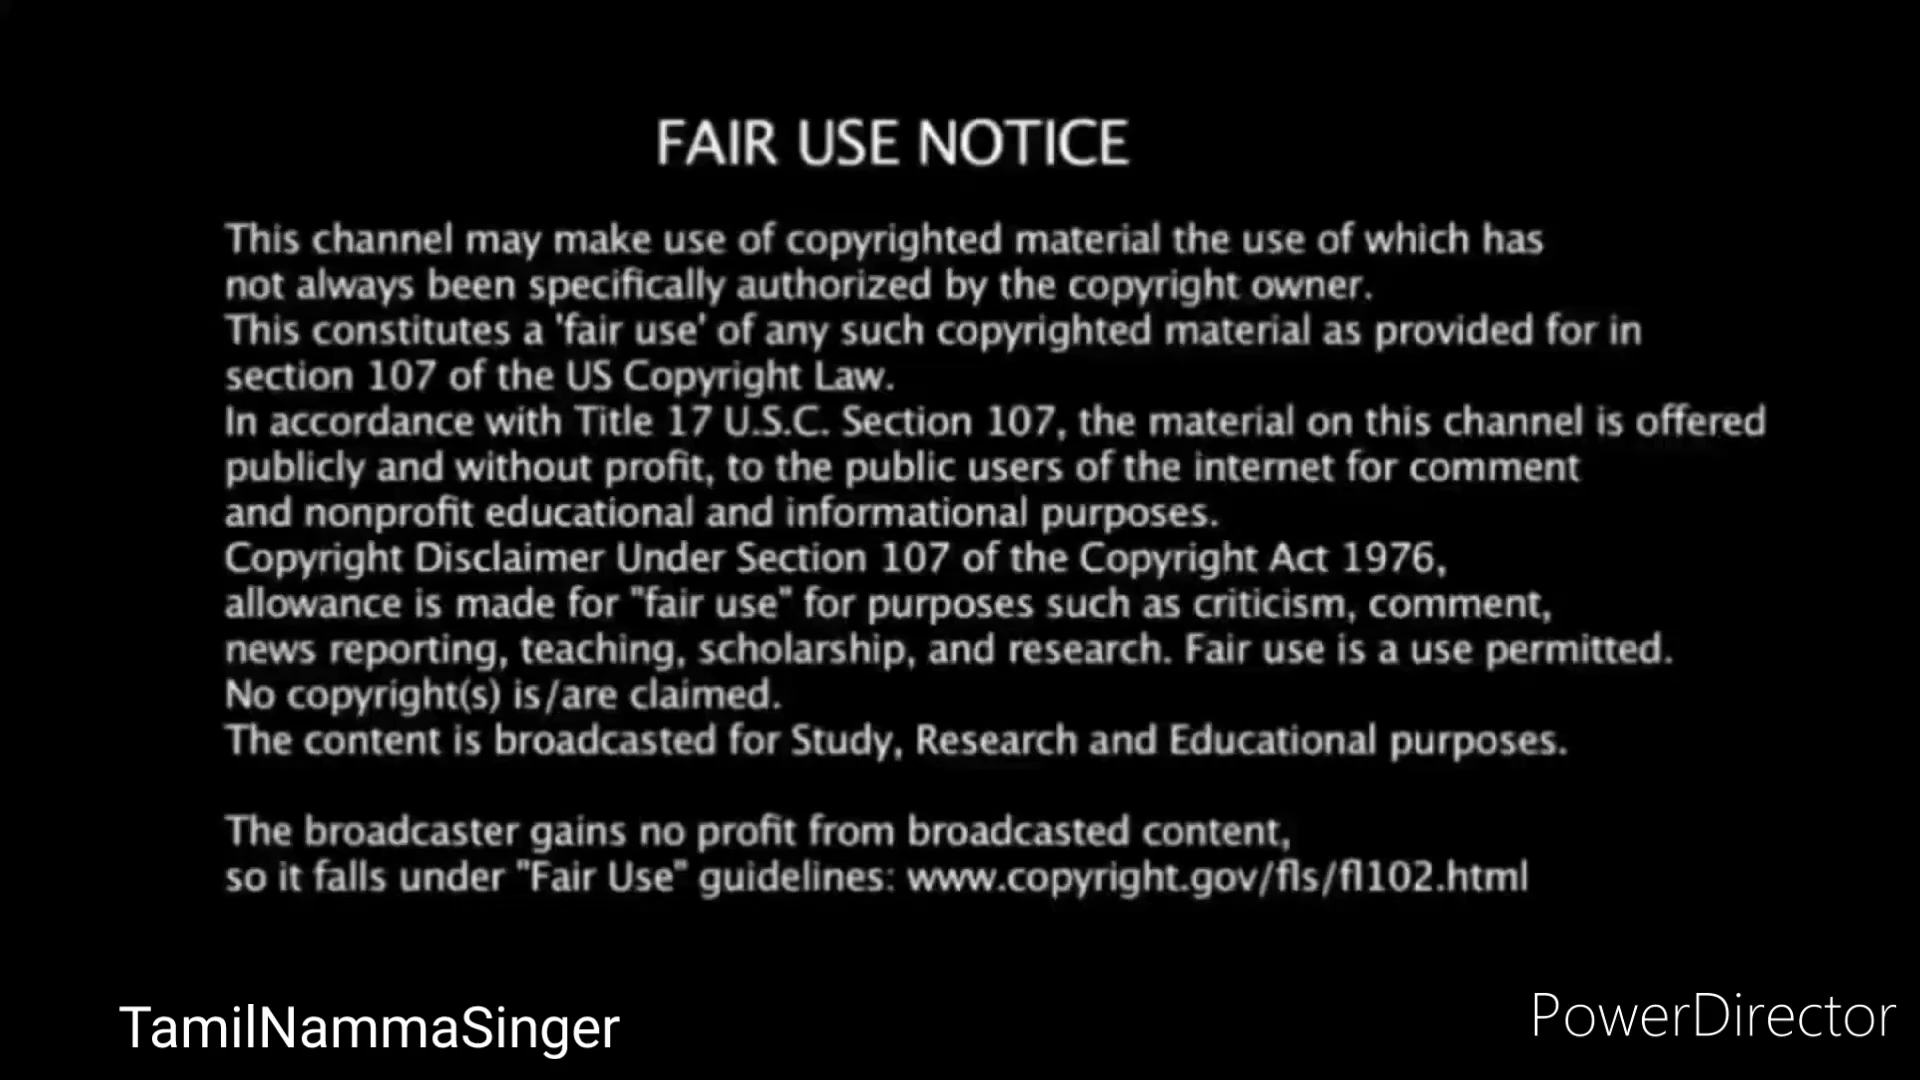 FAIR USE NOTICE
This channel may make use of copyrighted material the use of which has
not always been specifically authorized by the copyright owner.
This constitutes a 'fair use' of any such copyrighted material as provided for in
section 107 of the US Copyright Law.
In accordance with Title 17 U.S.C. Section 107, the material on this channel is offered
publicly and without profit, to the public users of the internet for comment
and nonprofit educational and informational purposes.
Copyright Disclaimer Under Section 107 of the Copyright Act 1976,
allowance is made for "fair use" for purposes such as criticism, comment,
news reporting, teaching, scholarship, and research. Fair use is a use permitted.
No copyright(s) is/are claimed.
The content is broadcasted for Study, Research and Educational purposes.
The broadcaster gains no profit from broadcasted content,
so it falls under "Fair Use" guidelines: www.copyright.gov/fls/fl102.html
TamilNammaSinger
PowerDirector